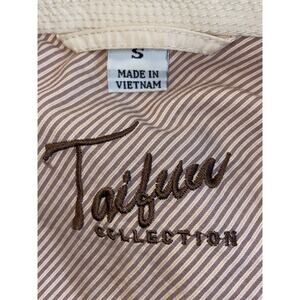 S
MADE IN
VIETNAM
Taifun
COLLECTION